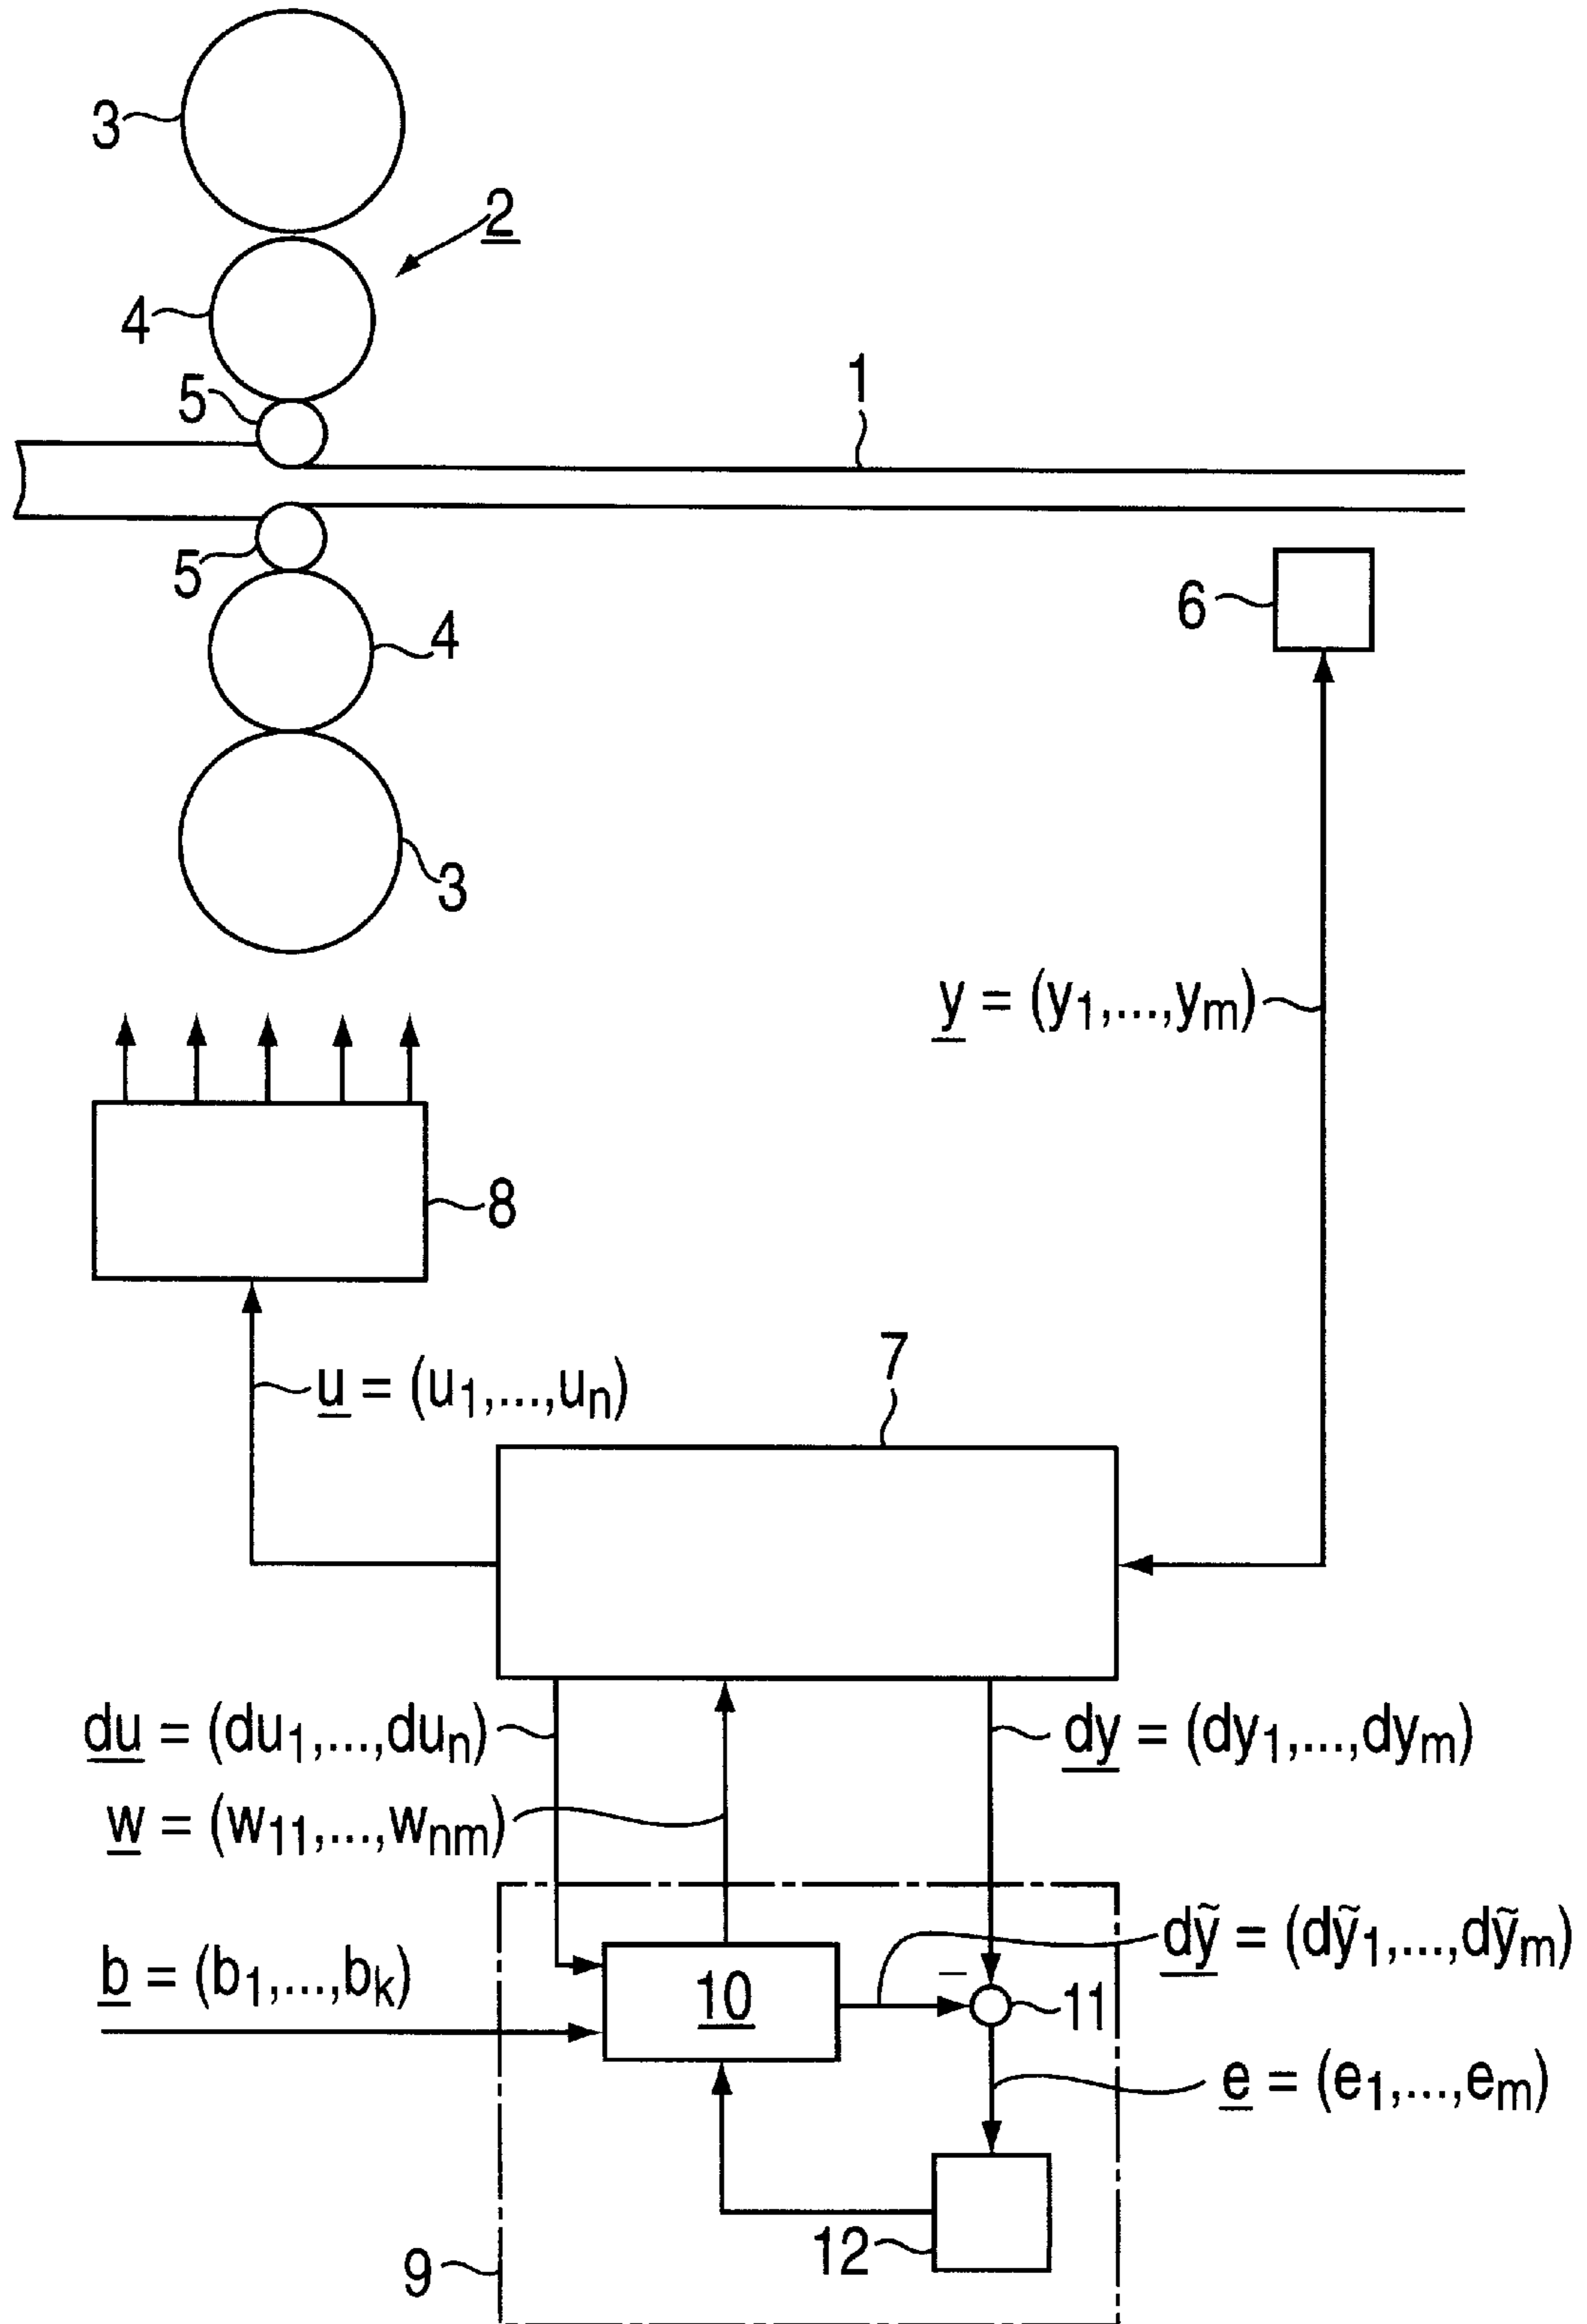 3
2
4
1
5
5
6
4
3
y = (y1,...,ym)
8
7
u = (u1,...,un)
du = (du1,...,dun)
dy = (dy1,...,dym)
w = (w11,...,wnm)
dỹ = (dỹ1,...,dỹm)
b = (b1,...,bk)
–
10
11
e = (e1,...,em)
12
9